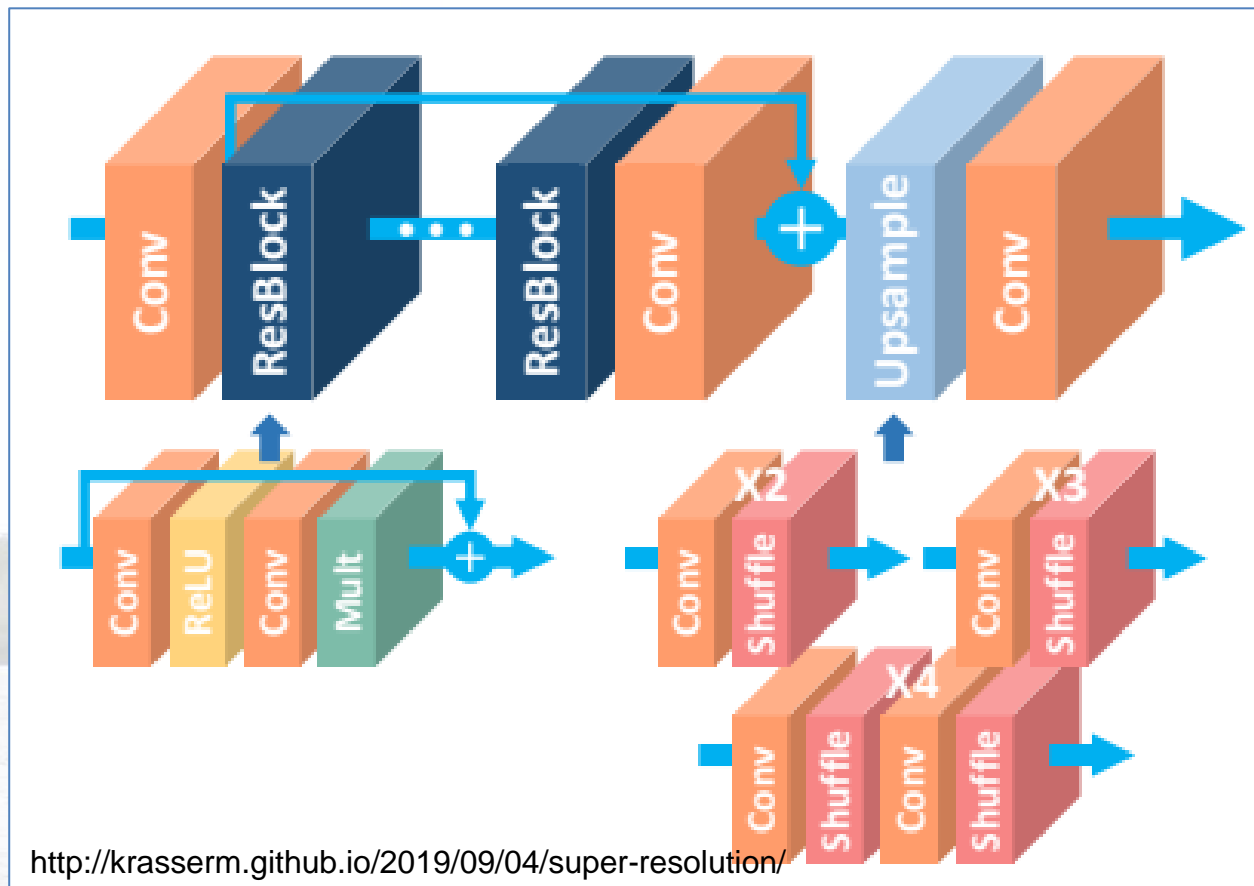 Conv
ResBlock
ResBlock
Conv
Upsample
Conv
Conv
ReLU
Conv
Mult
X2
Conv
Shuffle
X3
Conv
Shuffle
X4
Conv
Shuffle
Conv
Shuffle
http://krasserm.github.io/2019/09/04/super-resolution/